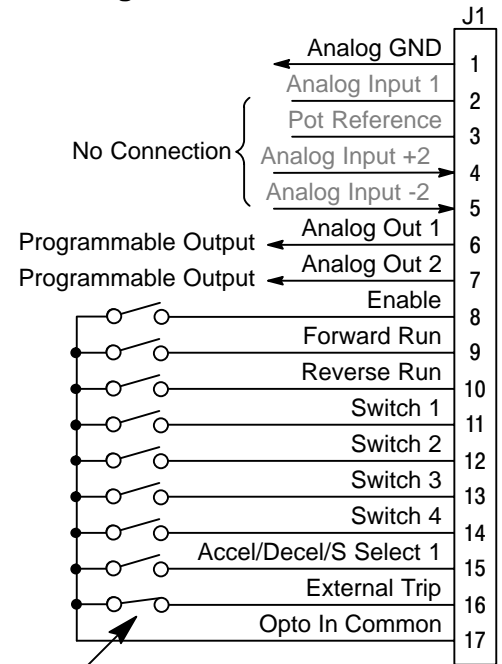 J1
Analog GND 1
Analog Input 1 2
Pot Reference 3
No Connection
Analog Input +2 4
Analog Input -2 5
Programmable Output Analog Out 1 6
Programmable Output Analog Out 2 7
Enable 8
Forward Run 9
Reverse Run 10
Switch 1 11
Switch 2 12
Switch 3 13
Switch 4 14
Accel/Decel/S Select 1 15
External Trip 16
Opto In Common 17